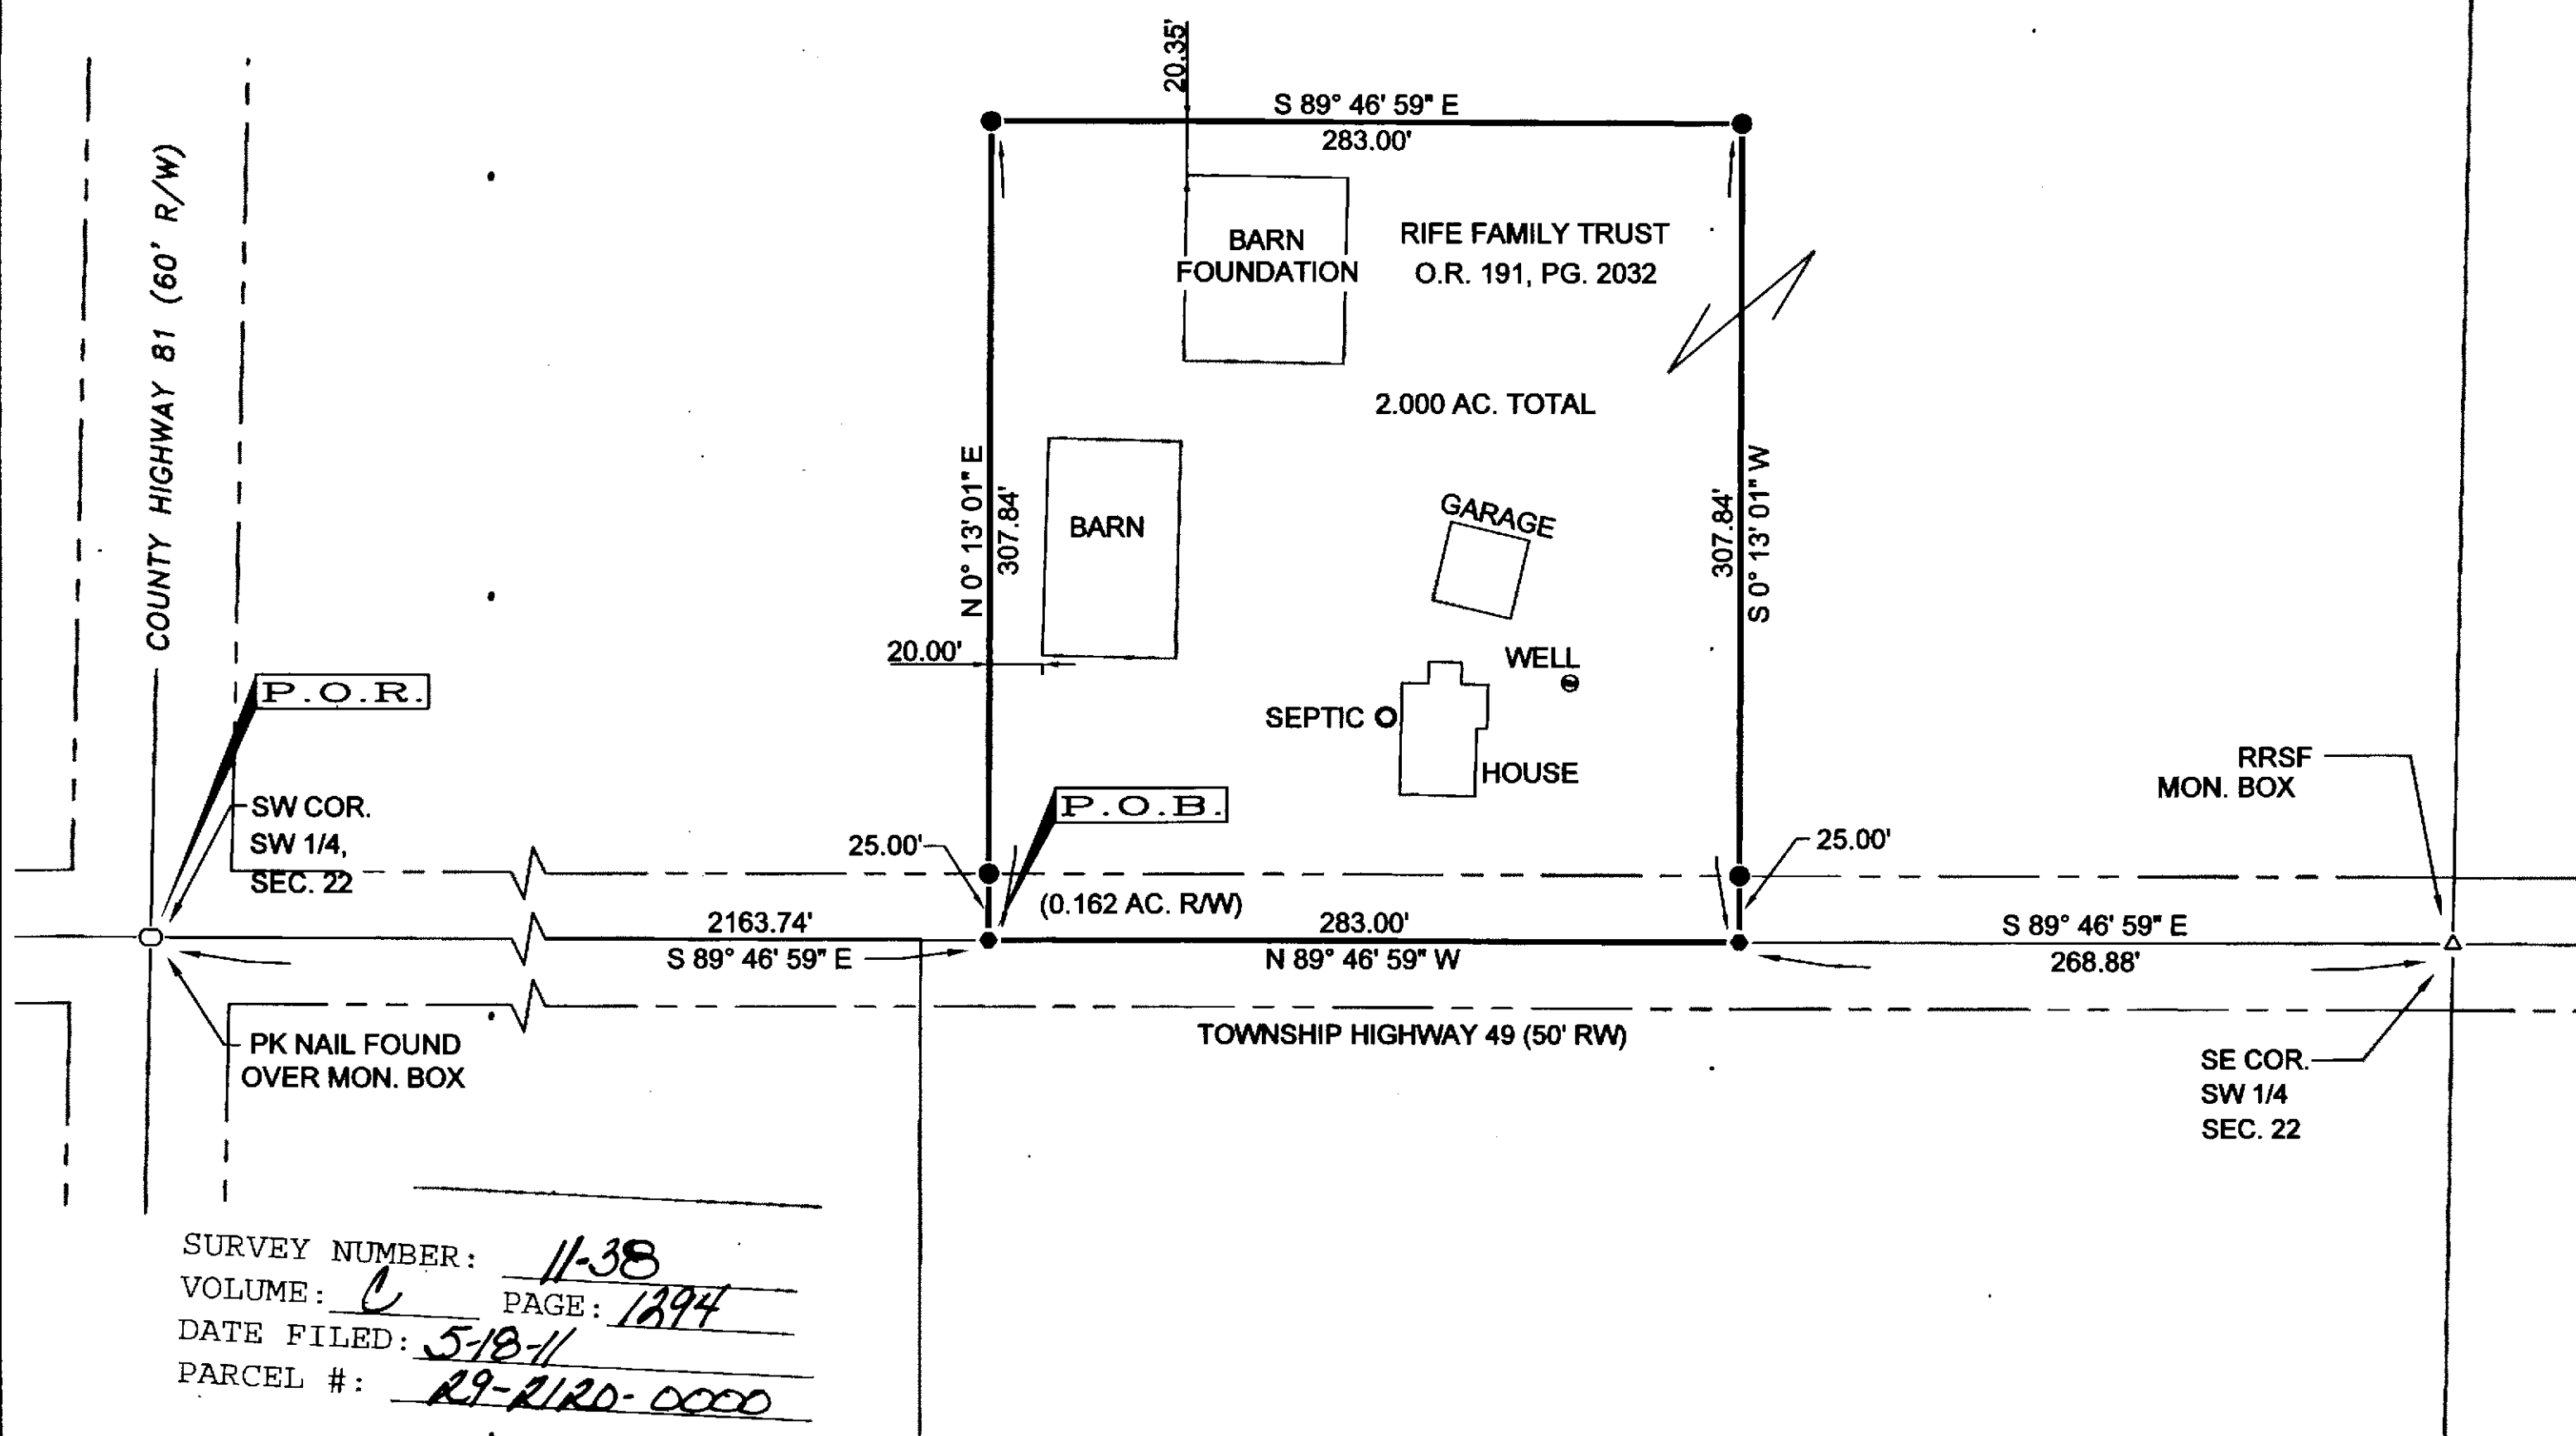 20.35'
S 89° 46' 59" E
283.00'
COUNTY HIGHWAY 81 (60' R/W)
BARN
FOUNDATION
RIFE FAMILY TRUST
O.R. 191, PG. 2032
2.000 AC. TOTAL
N 0° 13' 01" E
307.84'
BARN
GARAGE
307.84'
S 0° 13' 01" W
20.00'
WELL
P.O.R.
SEPTIC
HOUSE
RRSF
MON. BOX
SW COR.
SW 1/4,
SEC. 22
P.O.B.
25.00'
25.00'
(0.162 AC. R/W)
2163.74'
S 89° 46' 59" E
283.00'
N 89° 46' 59" W
S 89° 46' 59" E
268.88'
TOWNSHIP HIGHWAY 49 (50' RW)
PK NAIL FOUND
OVER MON. BOX
SE COR.
SW 1/4
SEC. 22
SURVEY NUMBER: 11-38
VOLUME: C PAGE: 1294
DATE FILED: 5-18-11
PARCEL #: 29-2120-0000